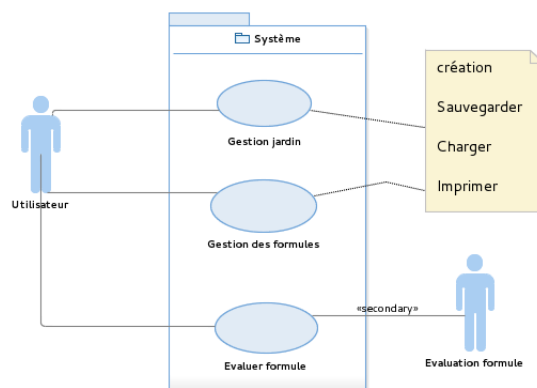 Système
création
Sauvegarder
Charger
Imprimer
Gestion jardin
Utilisateur
Gestion des formules
«secondary»
Evaluer formule
Evaluation formule